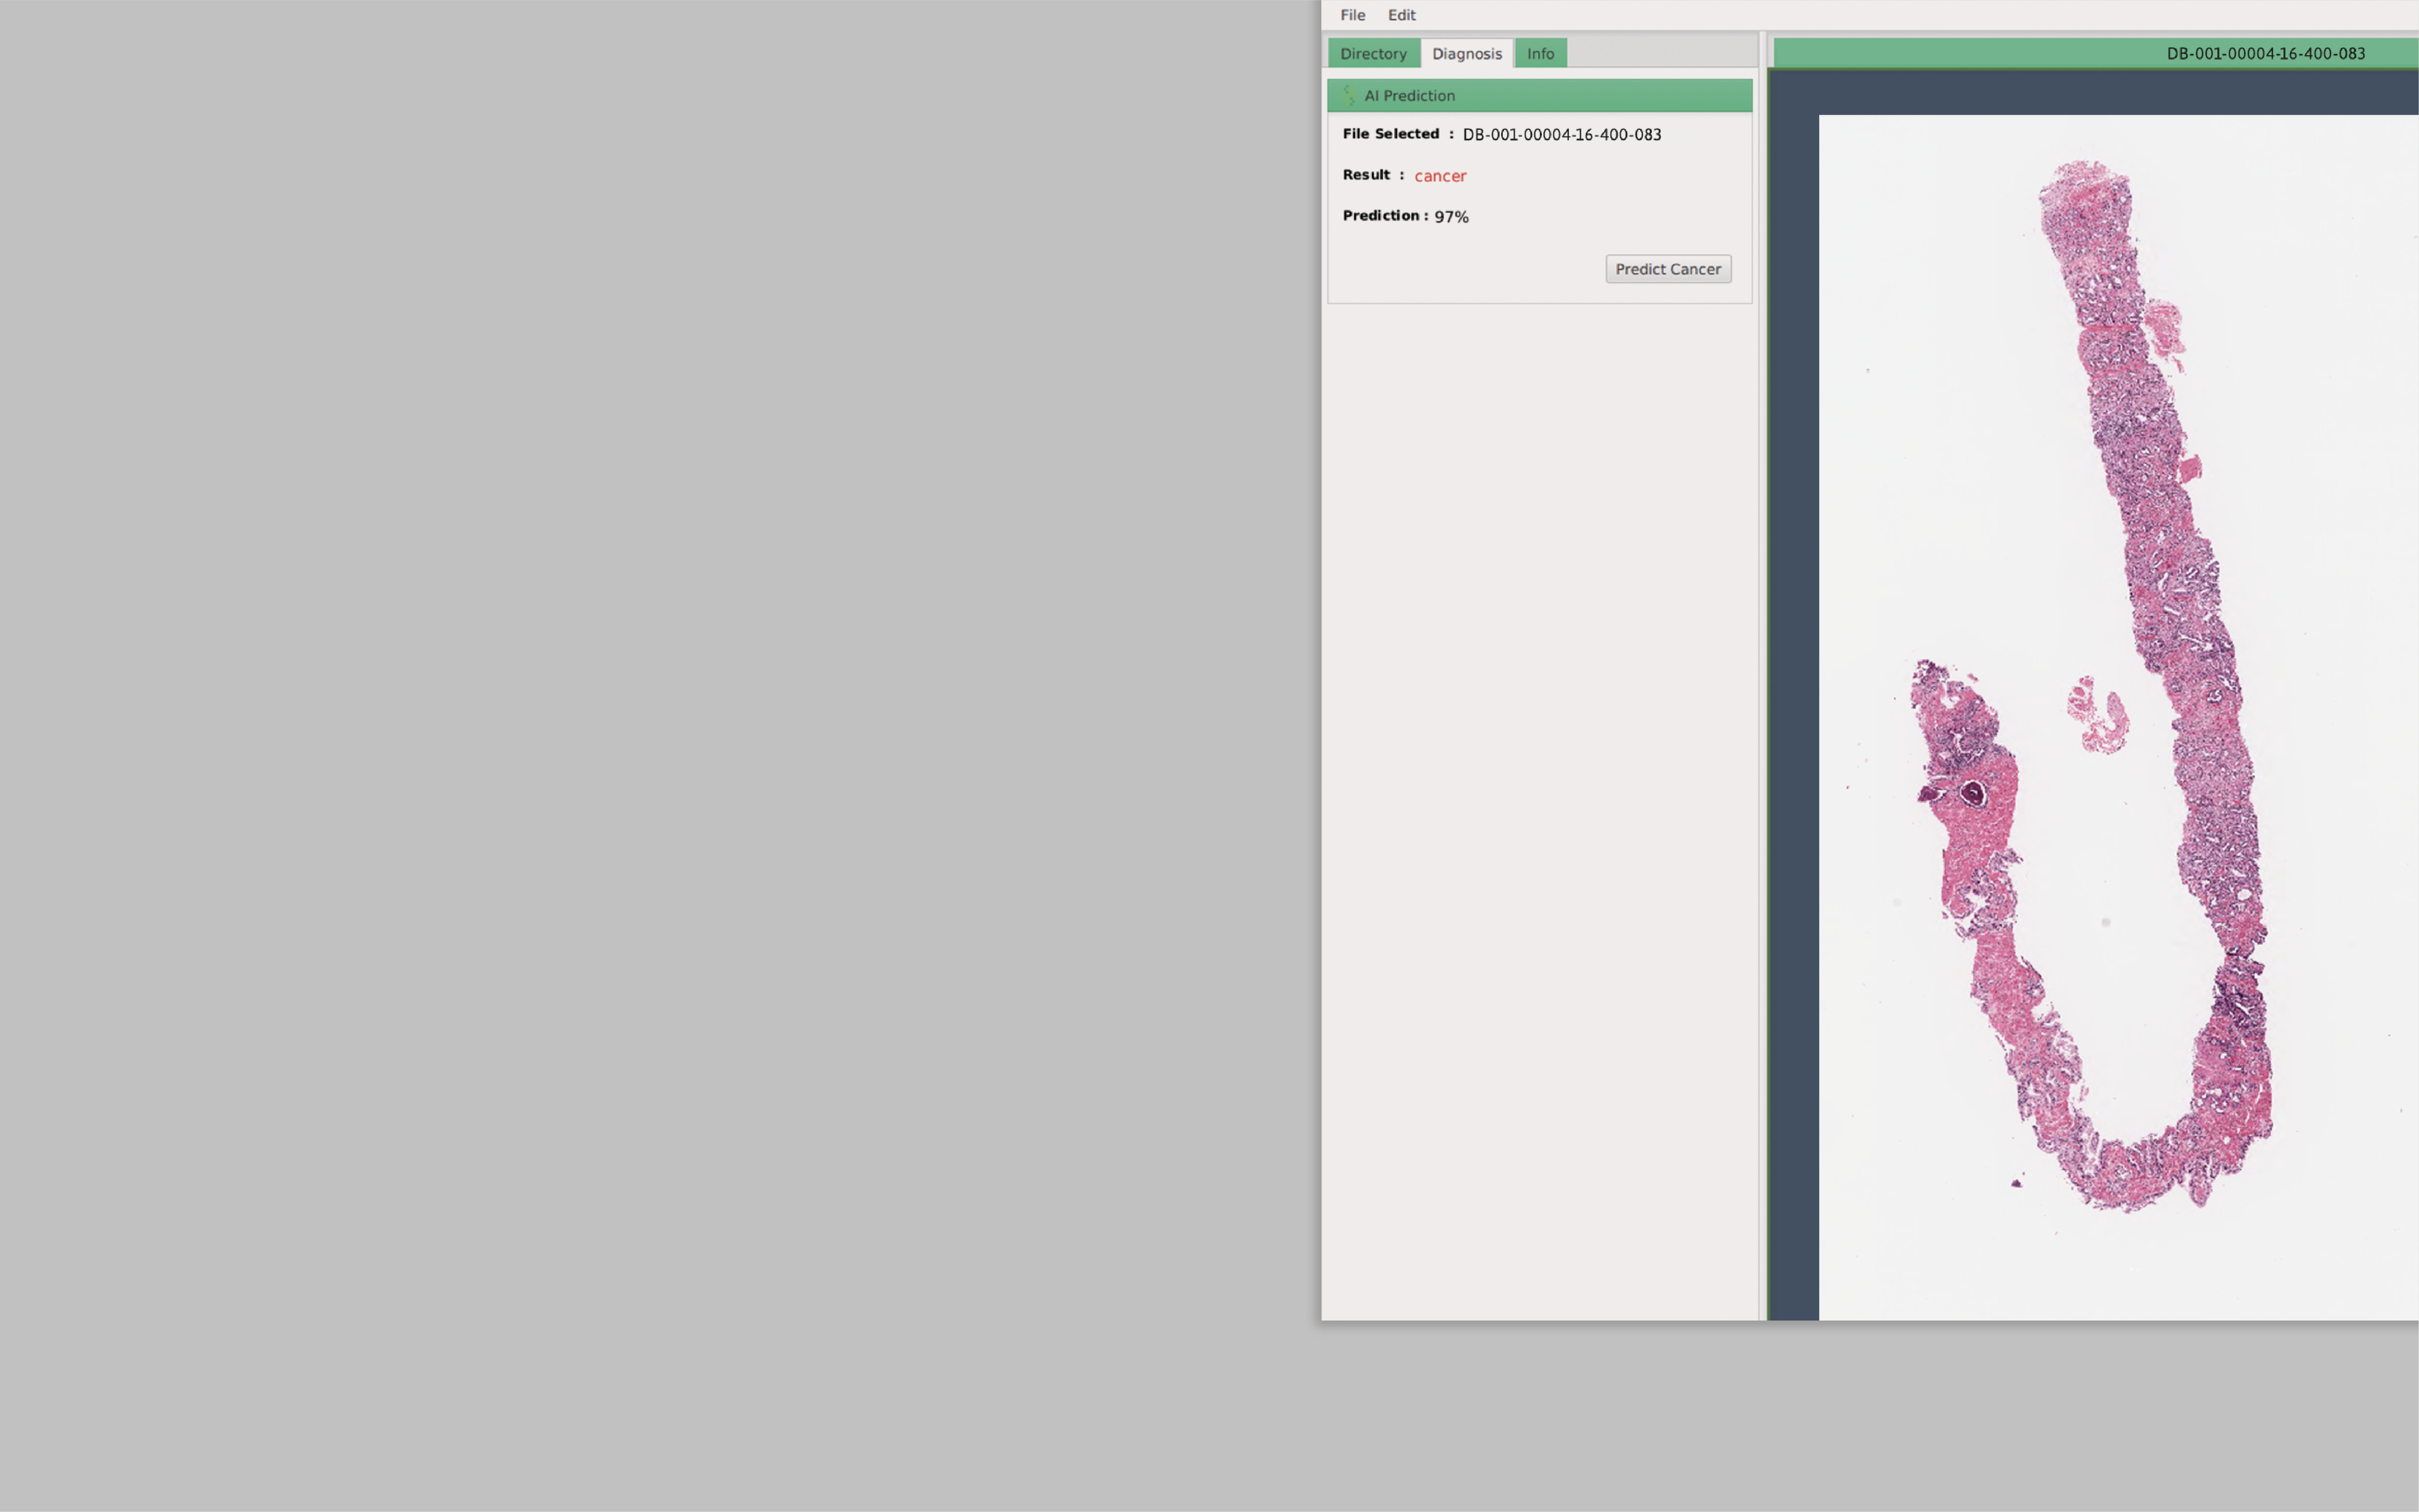 File Edit
Directory Diagnosis Info
DB-001-00004-16-400-083
AI Prediction
File Selected : DB-001-00004-16-400-083
Result : cancer
Prediction : 97%
Predict Cancer